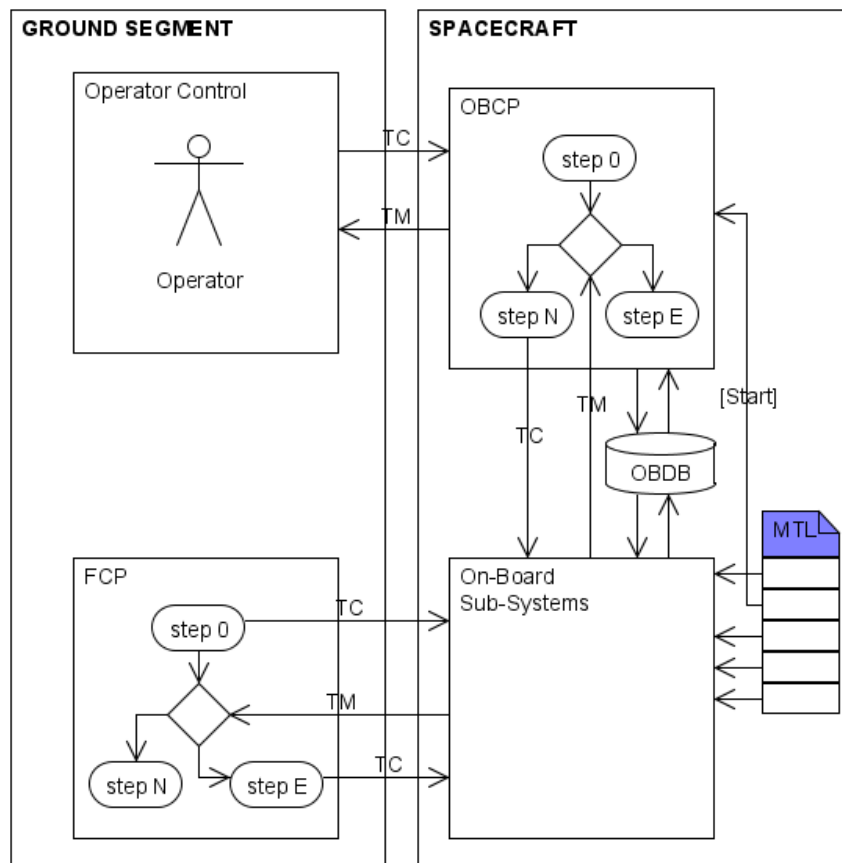 GROUND SEGMENT
SPACECRAFT
Operator Control
Operator
TC
TM
OBCP
step 0
step N
step E
TC
TM
[Start]
OBDB
MTL
FCP
step 0
step N
step E
TC
TM
TC
On-Board
Sub-Systems